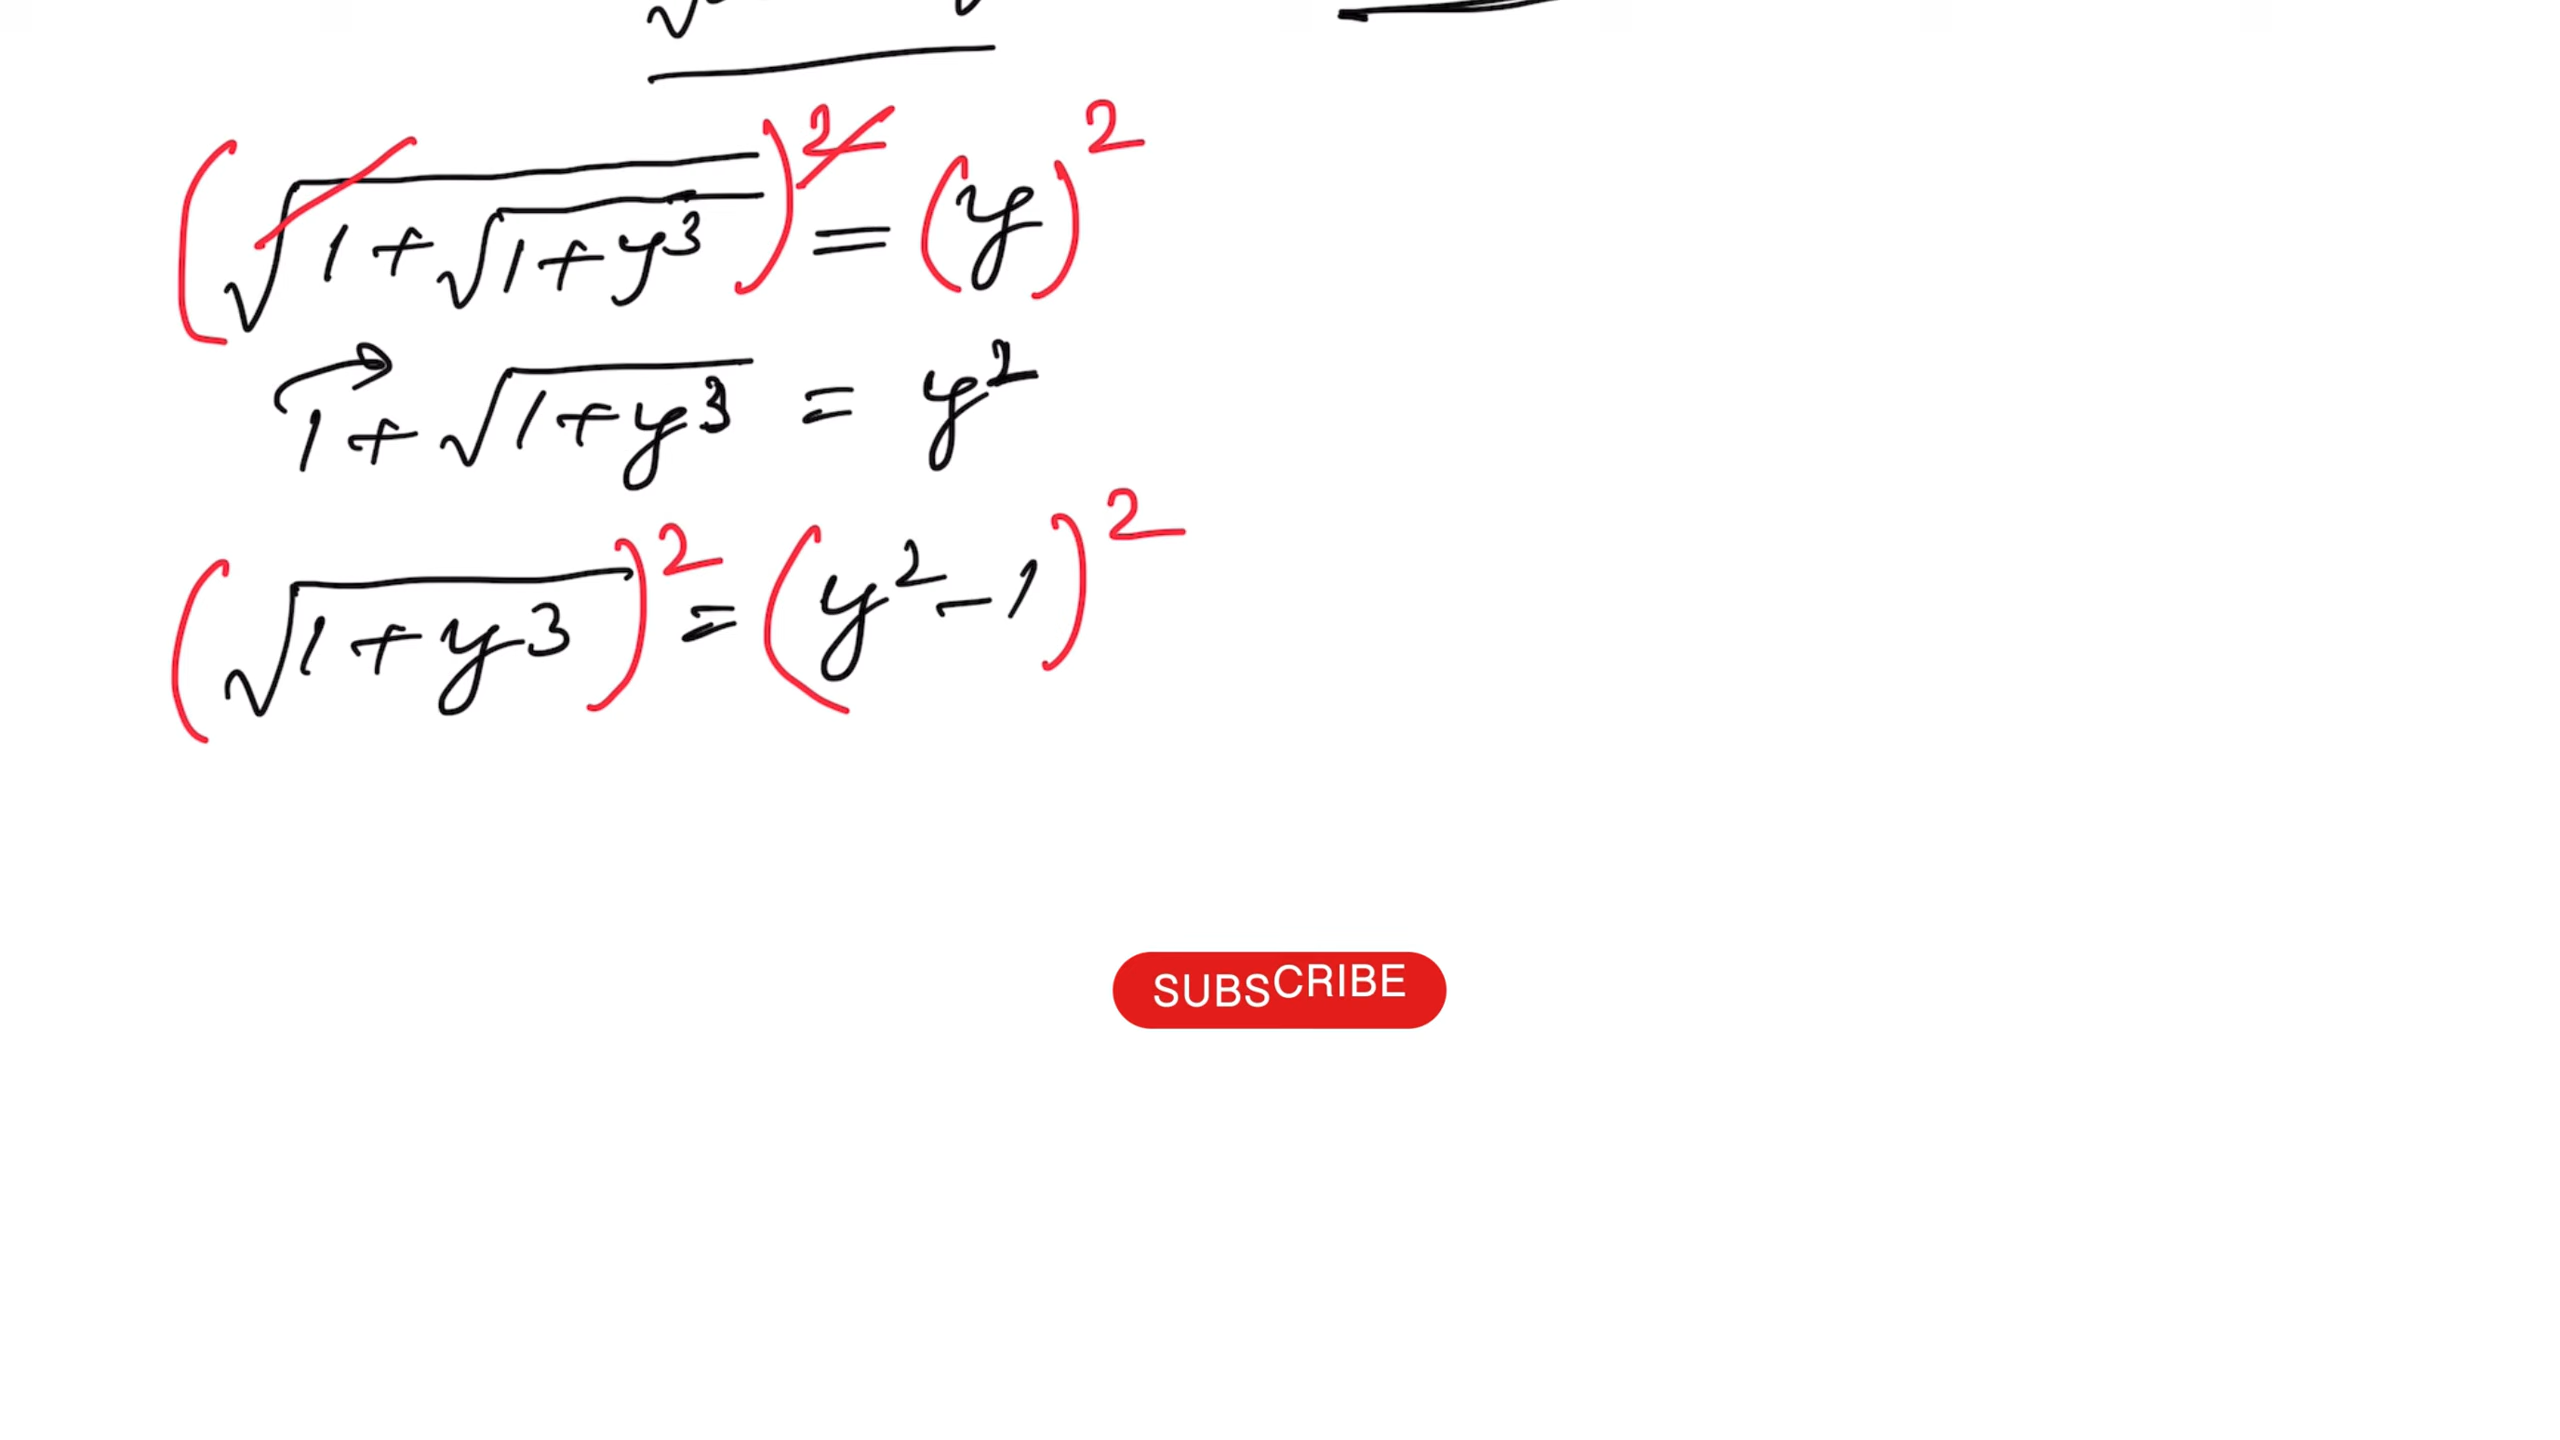 (√(1+√(1+y³)))² = (y)²
1+√(1+y³) = y²
(√(1+y³))² = (y²-1)²
SUBSCRIBE